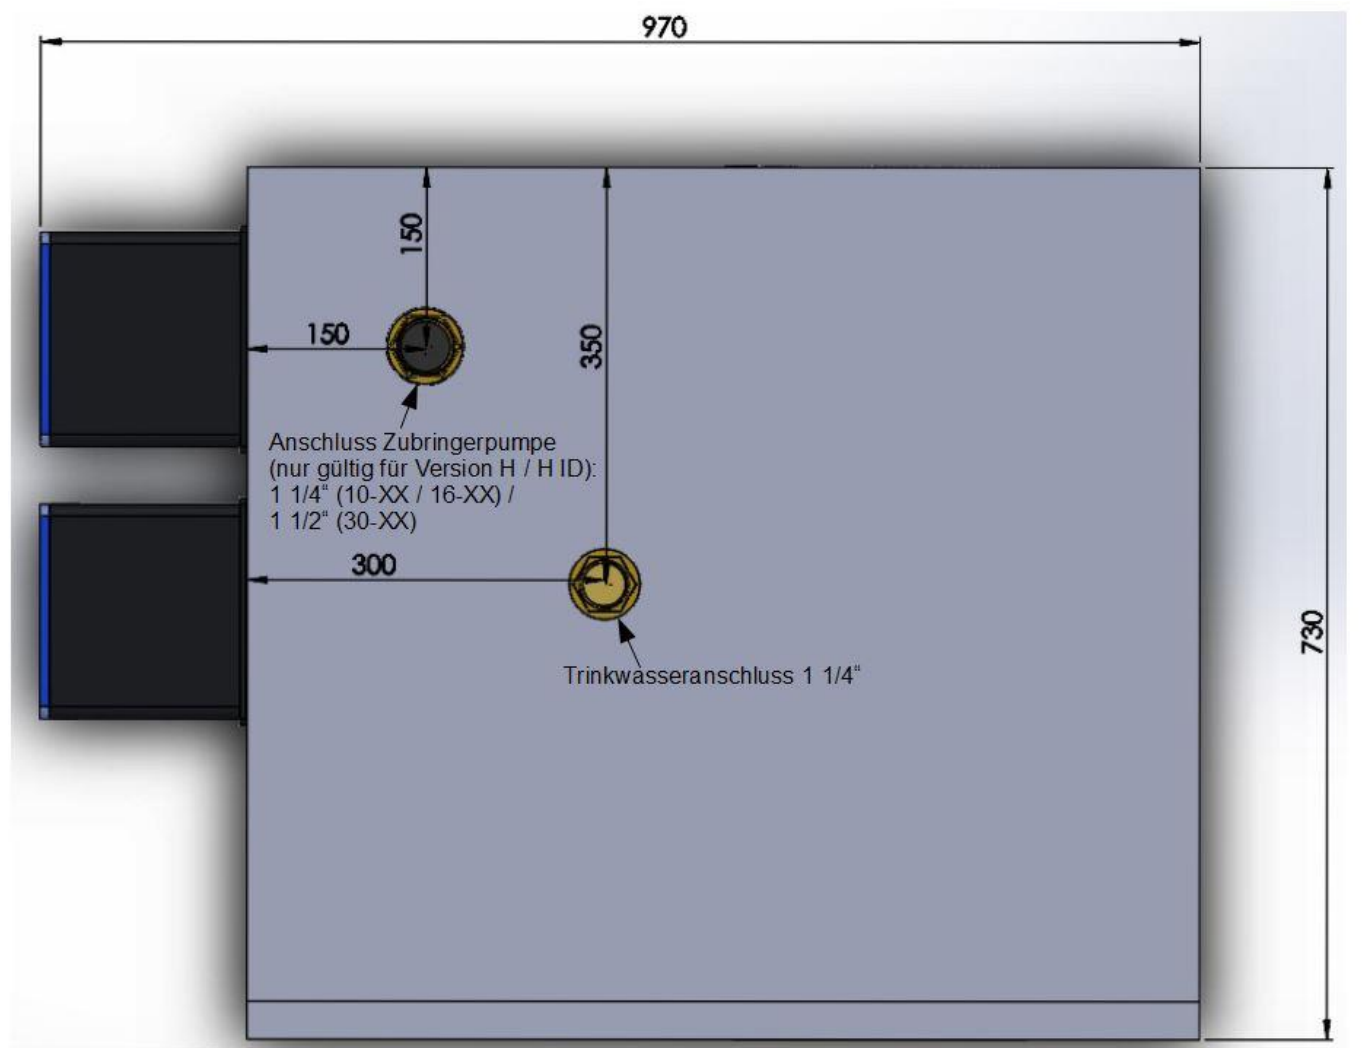 970
150
150
350
Anschluss Zubringerpumpe
(nur gültig für Version H / H ID):
1 1/4“ (10-XX / 16-XX) /
1 1/2“ (30-XX)
300
730
Trinkwasseranschluss 1 1/4“